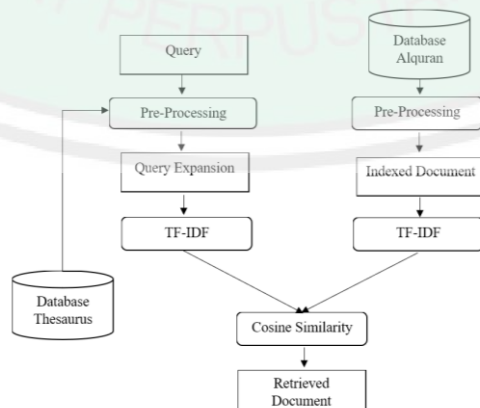 PERPUS
Query
Database
Alquran
Pre-Processing
Pre-Processing
Query Expansion
Indexed Document
TF-IDF
TF-IDF
Database
Thesaurus
Cosine Similarity
Retrieved
Document